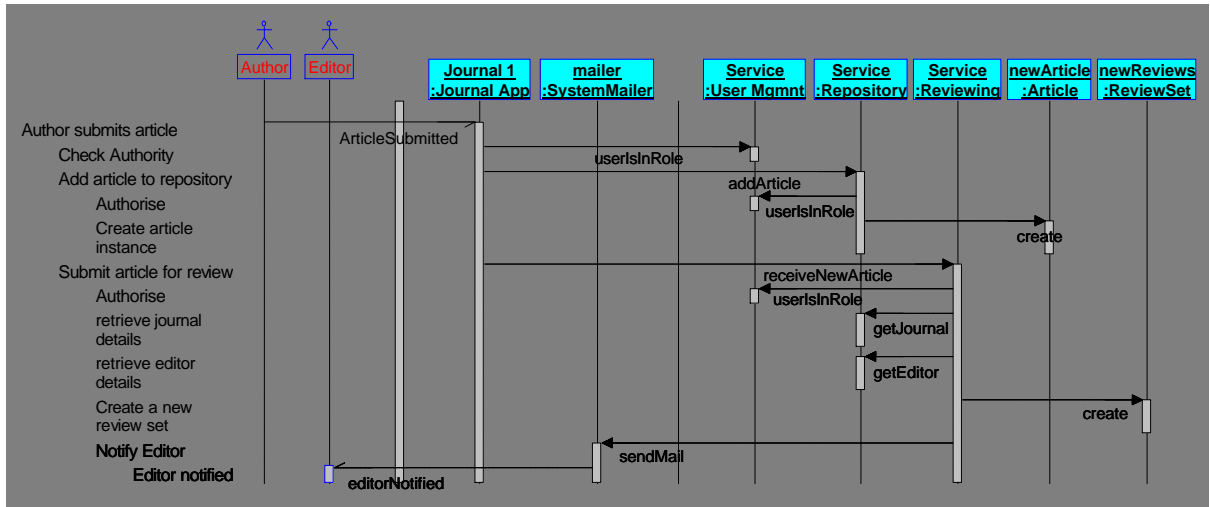 Author
Editor
Journal 1
:Journal App
mailer
:SystemMailer
Service
:User Mgmnt
Service
:Repository
Service
:Reviewing
newArticle
:Article
newReviews
:ReviewSet
Author submits article
ArticleSubmitted
Check Authority
userIsInRole
Add article to repository
addArticle
Authorise
userIsInRole
Create article
instance
create
Submit article for review
receiveNewArticle
Authorise
userIsInRole
retrieve journal
details
getJournal
retrieve editor
details
getEditor
Create a new
review set
create
Notify Editor
sendMail
Editor notified
editorNotified